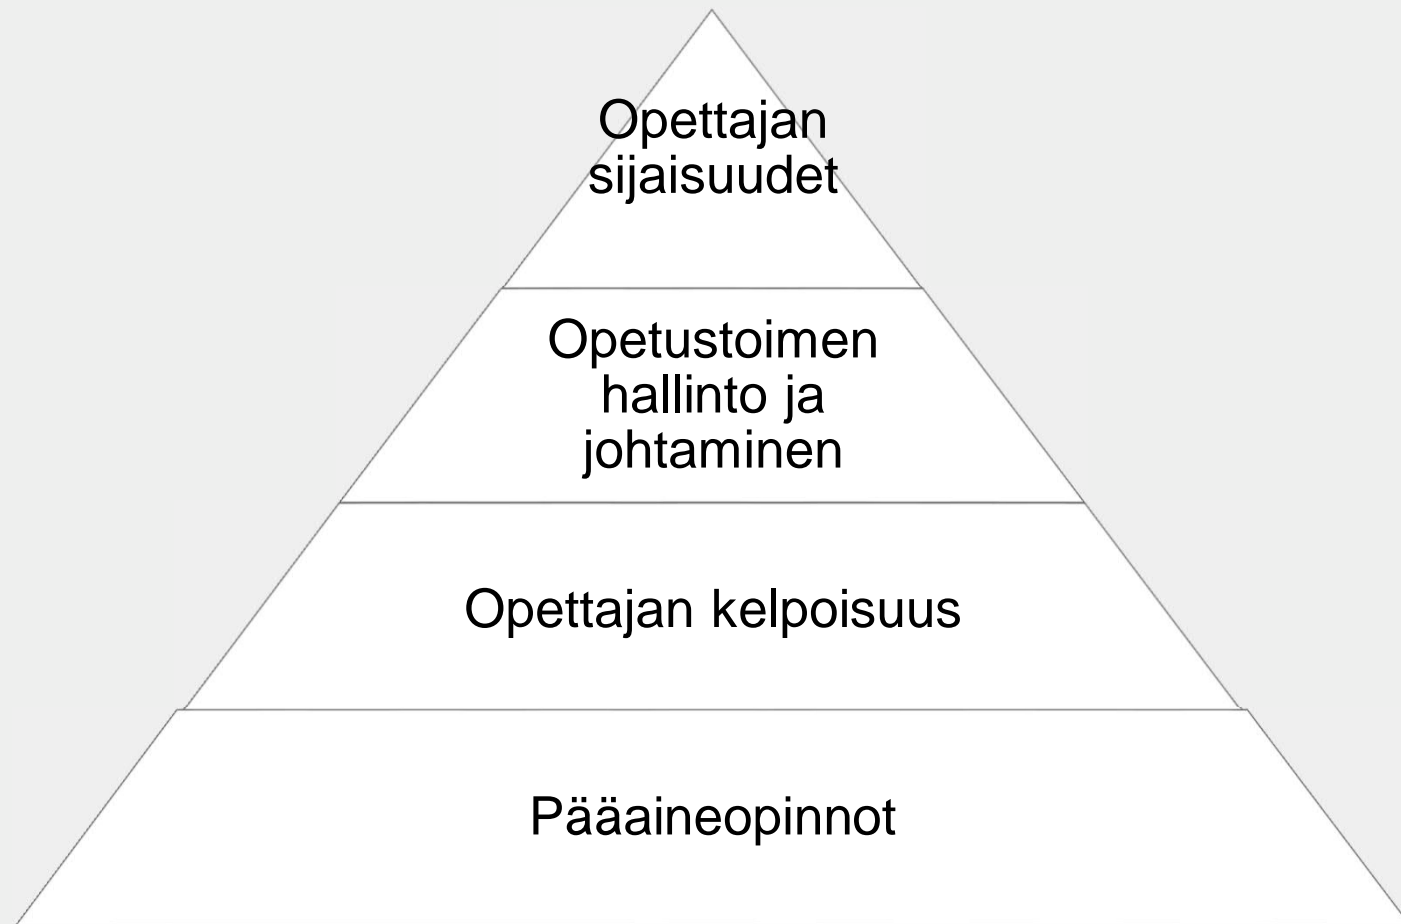 Opettajan
sijaisuudet
Opetustoimen
hallinto ja
johtaminen
Opettajan kelpoisuus
Pääaineopinnot